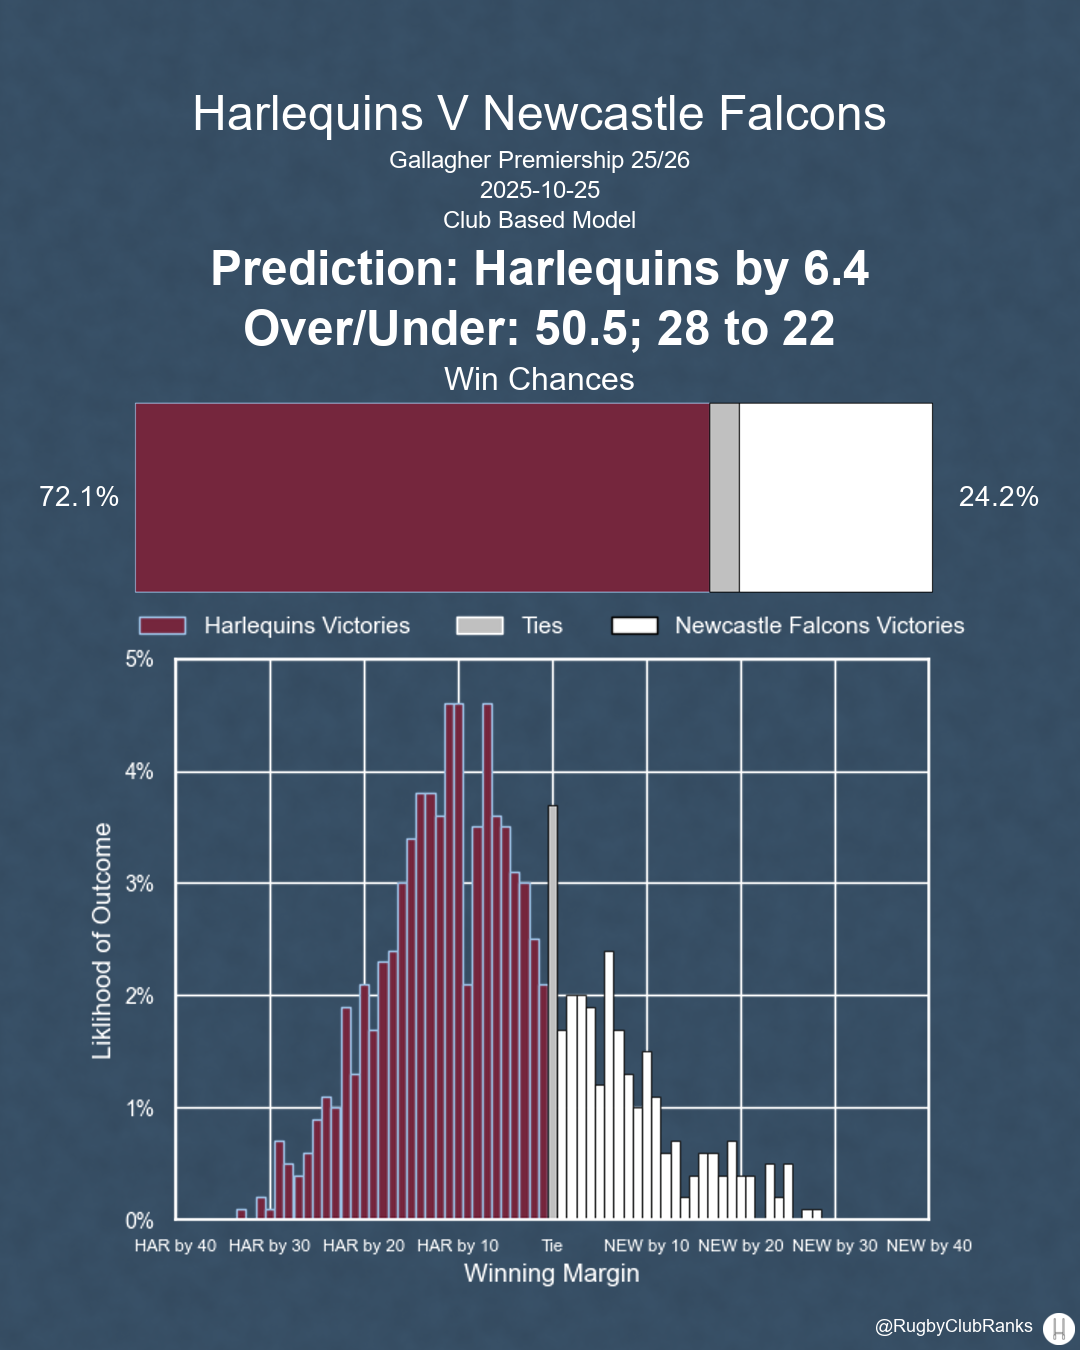 Harlequins V Newcastle Falcons
Gallagher Premiership 25/26
2025-10-25
Club Based Model
Prediction: Harlequins by 6.4
Over/Under: 50.5; 28 to 22
Win Chances
72.1%
24.2%
Harlequins Victories
Ties
Newcastle Falcons Victories
5%
4%
3%
2%
1%
0%
Liklihood of Outcome
HAR by 40
HAR by 30
HAR by 20
HAR by 10
Tie
NEW by 10
NEW by 20
NEW by 30
NEW by 40
Winning Margin
@RugbyClubRanks